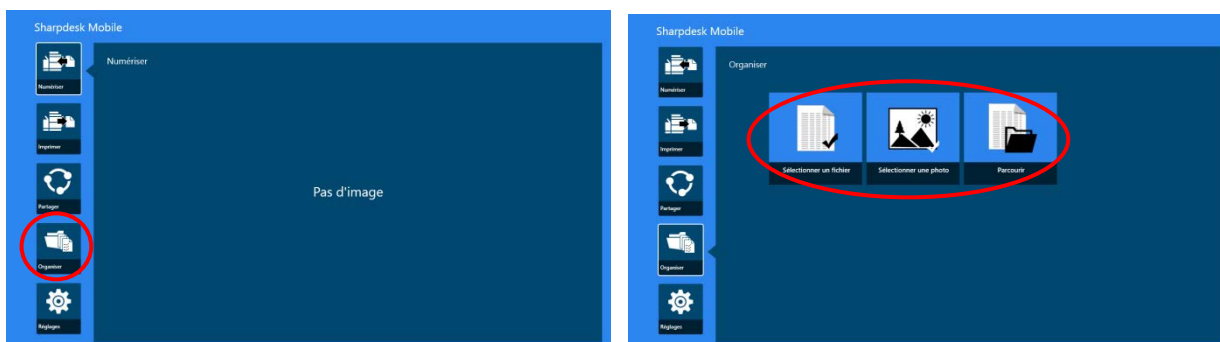 Sharpdesk Mobile
Numériser
Numériser
Imprimer
Partager
Pas d'image
Organiser
Réglages
Sharpdesk Mobile
Numériser
Organiser
Imprimer
Sélectionner un fichier
Sélectionner une photo
Parcourir
Partager
Organiser
Réglages